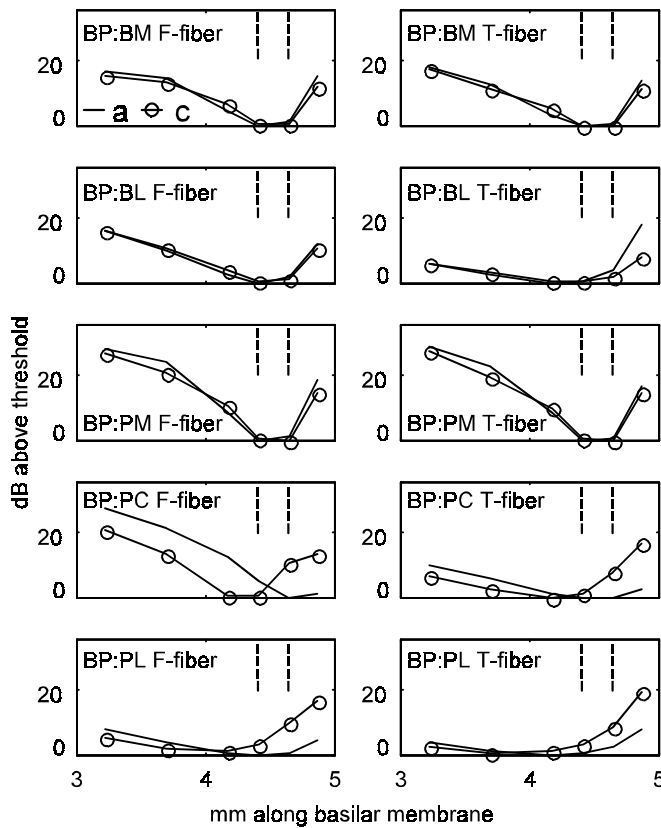 BP:BM F-fiber
BP:BM T-fiber
20
0
a c
20
0
BP:BL F-fiber
BP:BL T-fiber
20
0
20
0
BP:PM F-fiber
BP:PM T-fiber
20
0
20
0
BP:PC F-fiber
BP:PC T-fiber
20
0
20
0
BP:PL F-fiber
BP:PL T-fiber
20
0
20
0
3 4 5
3 4 5
dB above threshold
mm along basilar membrane